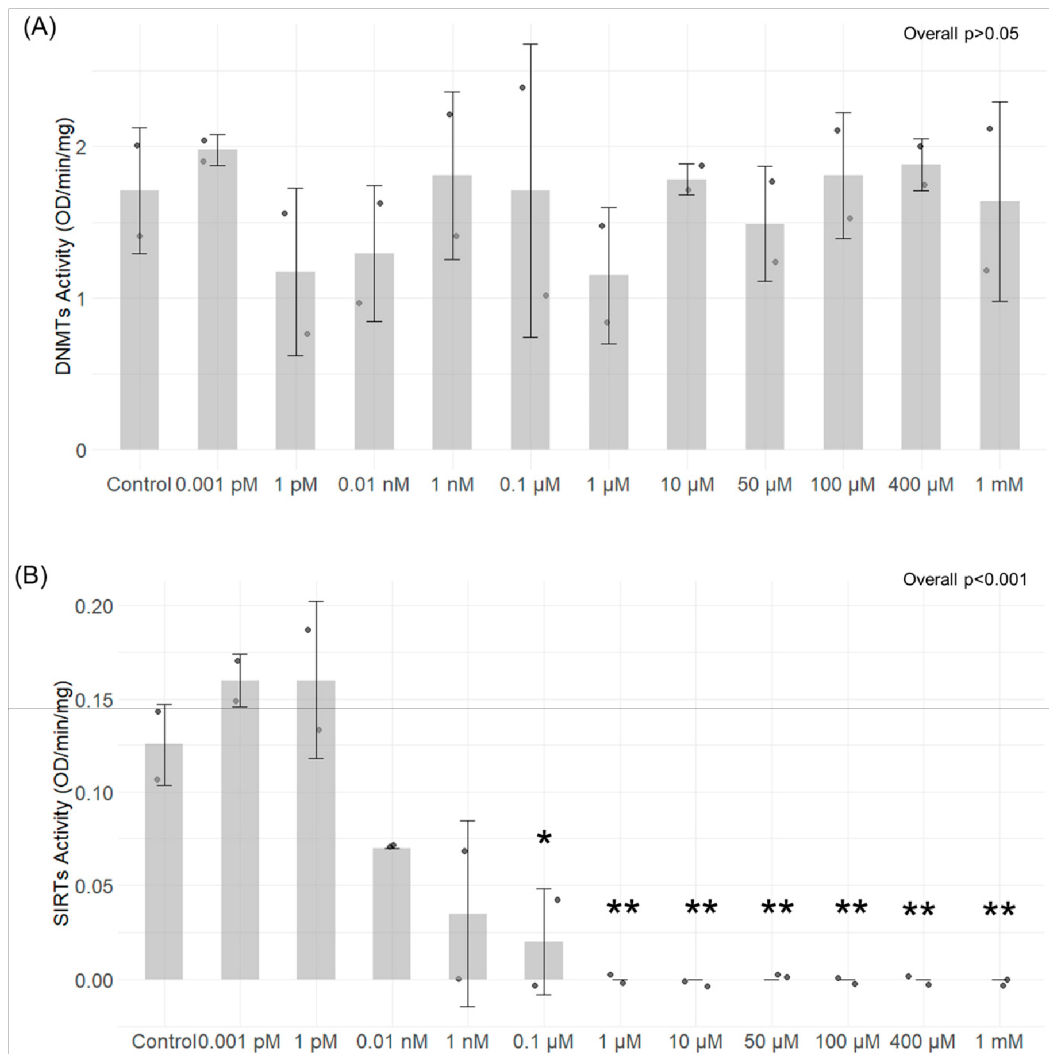 (A)
Overall p>0.05
DNMTs Activity (OD/min/mg)
2
1
0
Control 0.001 pM 1 pM 0.01 nM 1 nM 0.1 µM 1 µM 10 µM 50 µM 100 µM 400 µM 1 mM
(B)
Overall p<0.001
SIRTs Activity (OD/min/mg)
0.20
0.15
0.10
0.05
0.00
* ** ** ** ** ** **
Control 0.001 pM 1 pM 0.01 nM 1 nM 0.1 µM 1 µM 10 µM 50 µM 100 µM 400 µM 1 mM